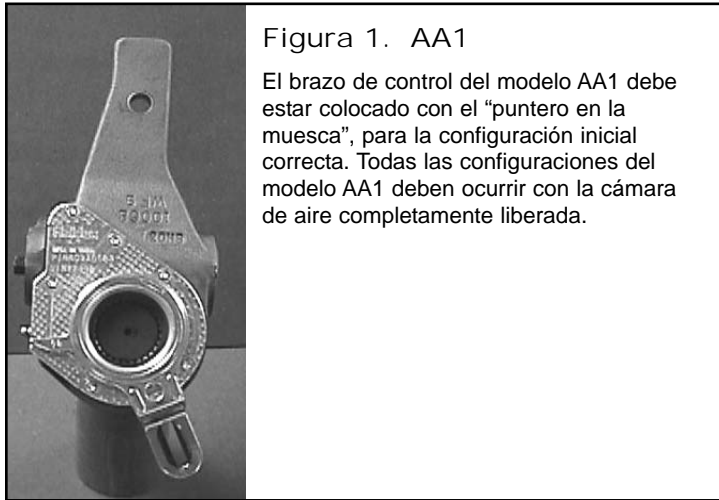 Figura 1. AA1
El brazo de control del modelo AA1 debe
estar colocado con el “puntero en la
muesca”, para la configuración inicial
correcta. Todas las configuraciones del
modelo AA1 deben ocurrir con la cámara
de aire completamente liberada.
Haldex